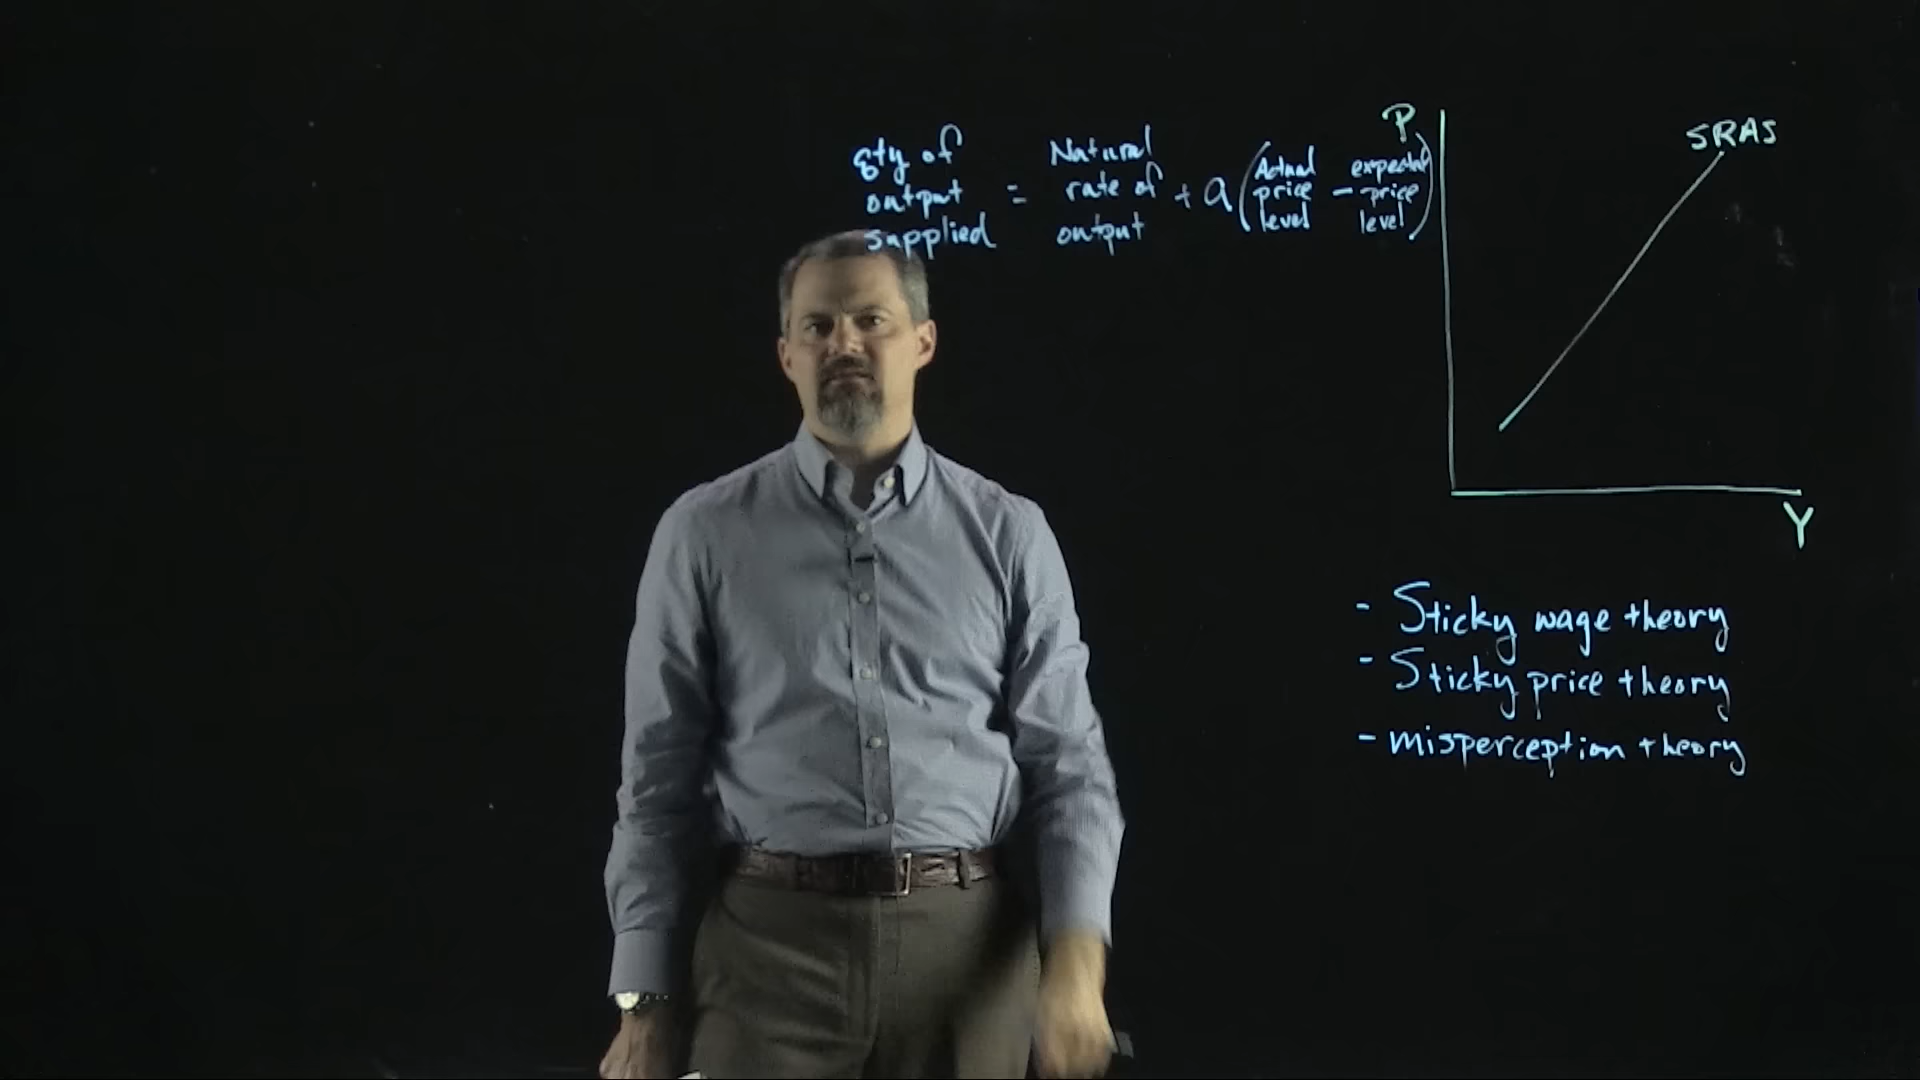 qty of
output
supplied
=
Natural
rate of
output
+ a
(Actual
price
level
-
expected
price
level)
P
SRAS
Y
- Sticky wage theory
- Sticky price theory
- misperception theory